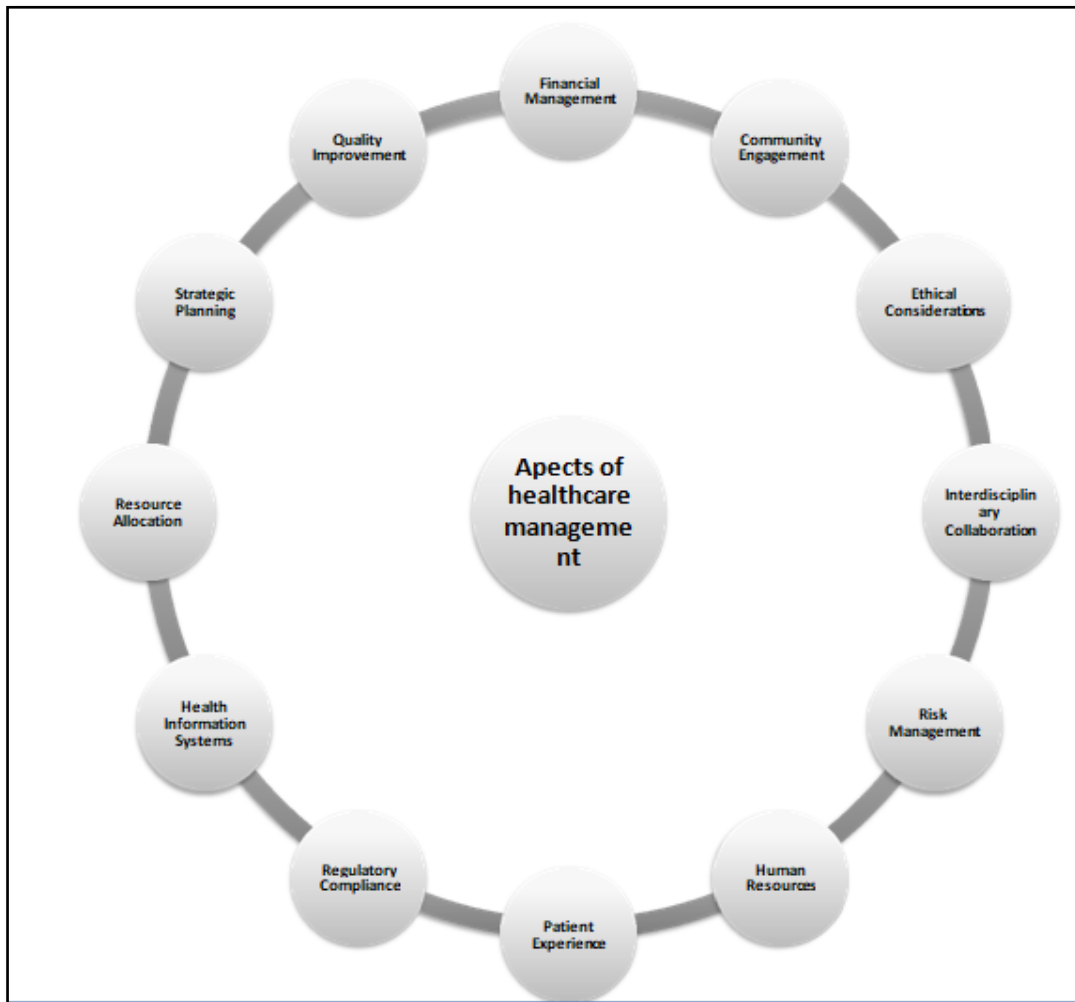 Financial
Management
Community
Engagement
Ethical
Considerations
Interdisciplin
ary
Collaboration
Risk
Management
Human
Resources
Patient
Experience
Regulatory
Compliance
Health
Information
Systems
Resource
Allocation
Strategic
Planning
Quality
Improvement
Apects of
healthcare
manageme
nt